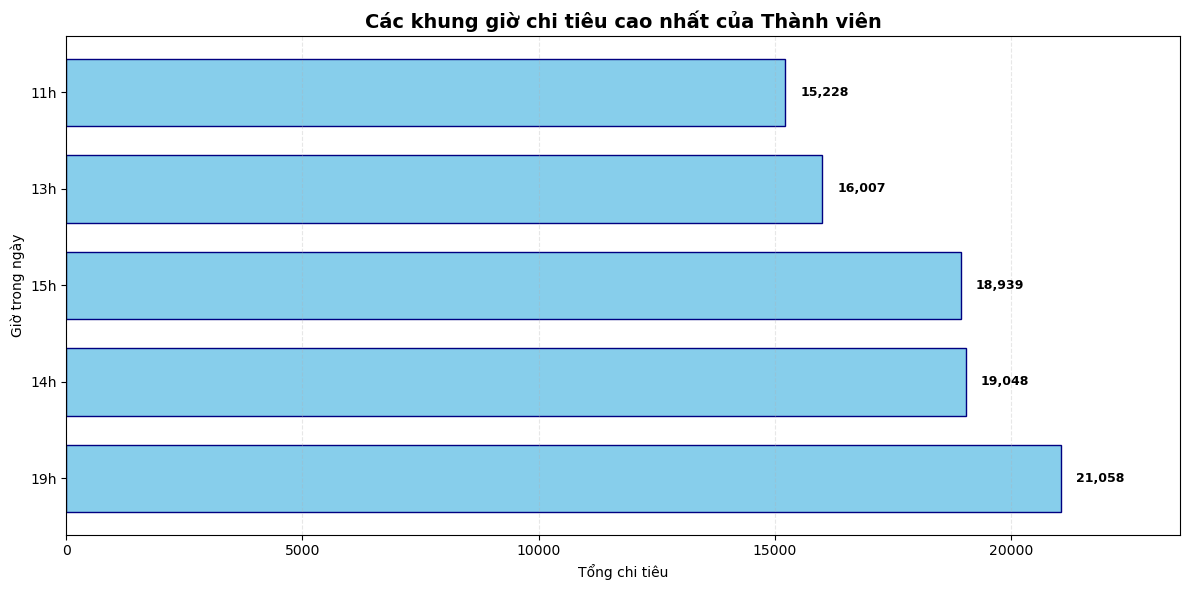 Các khung giờ chi tiêu cao nhất của Thành viên
11h
15,228
13h
16,007
15h
18,939
14h
19,048
19h
21,058
Giờ trong ngày
0 5000 10000 15000 20000
Tổng chi tiêu